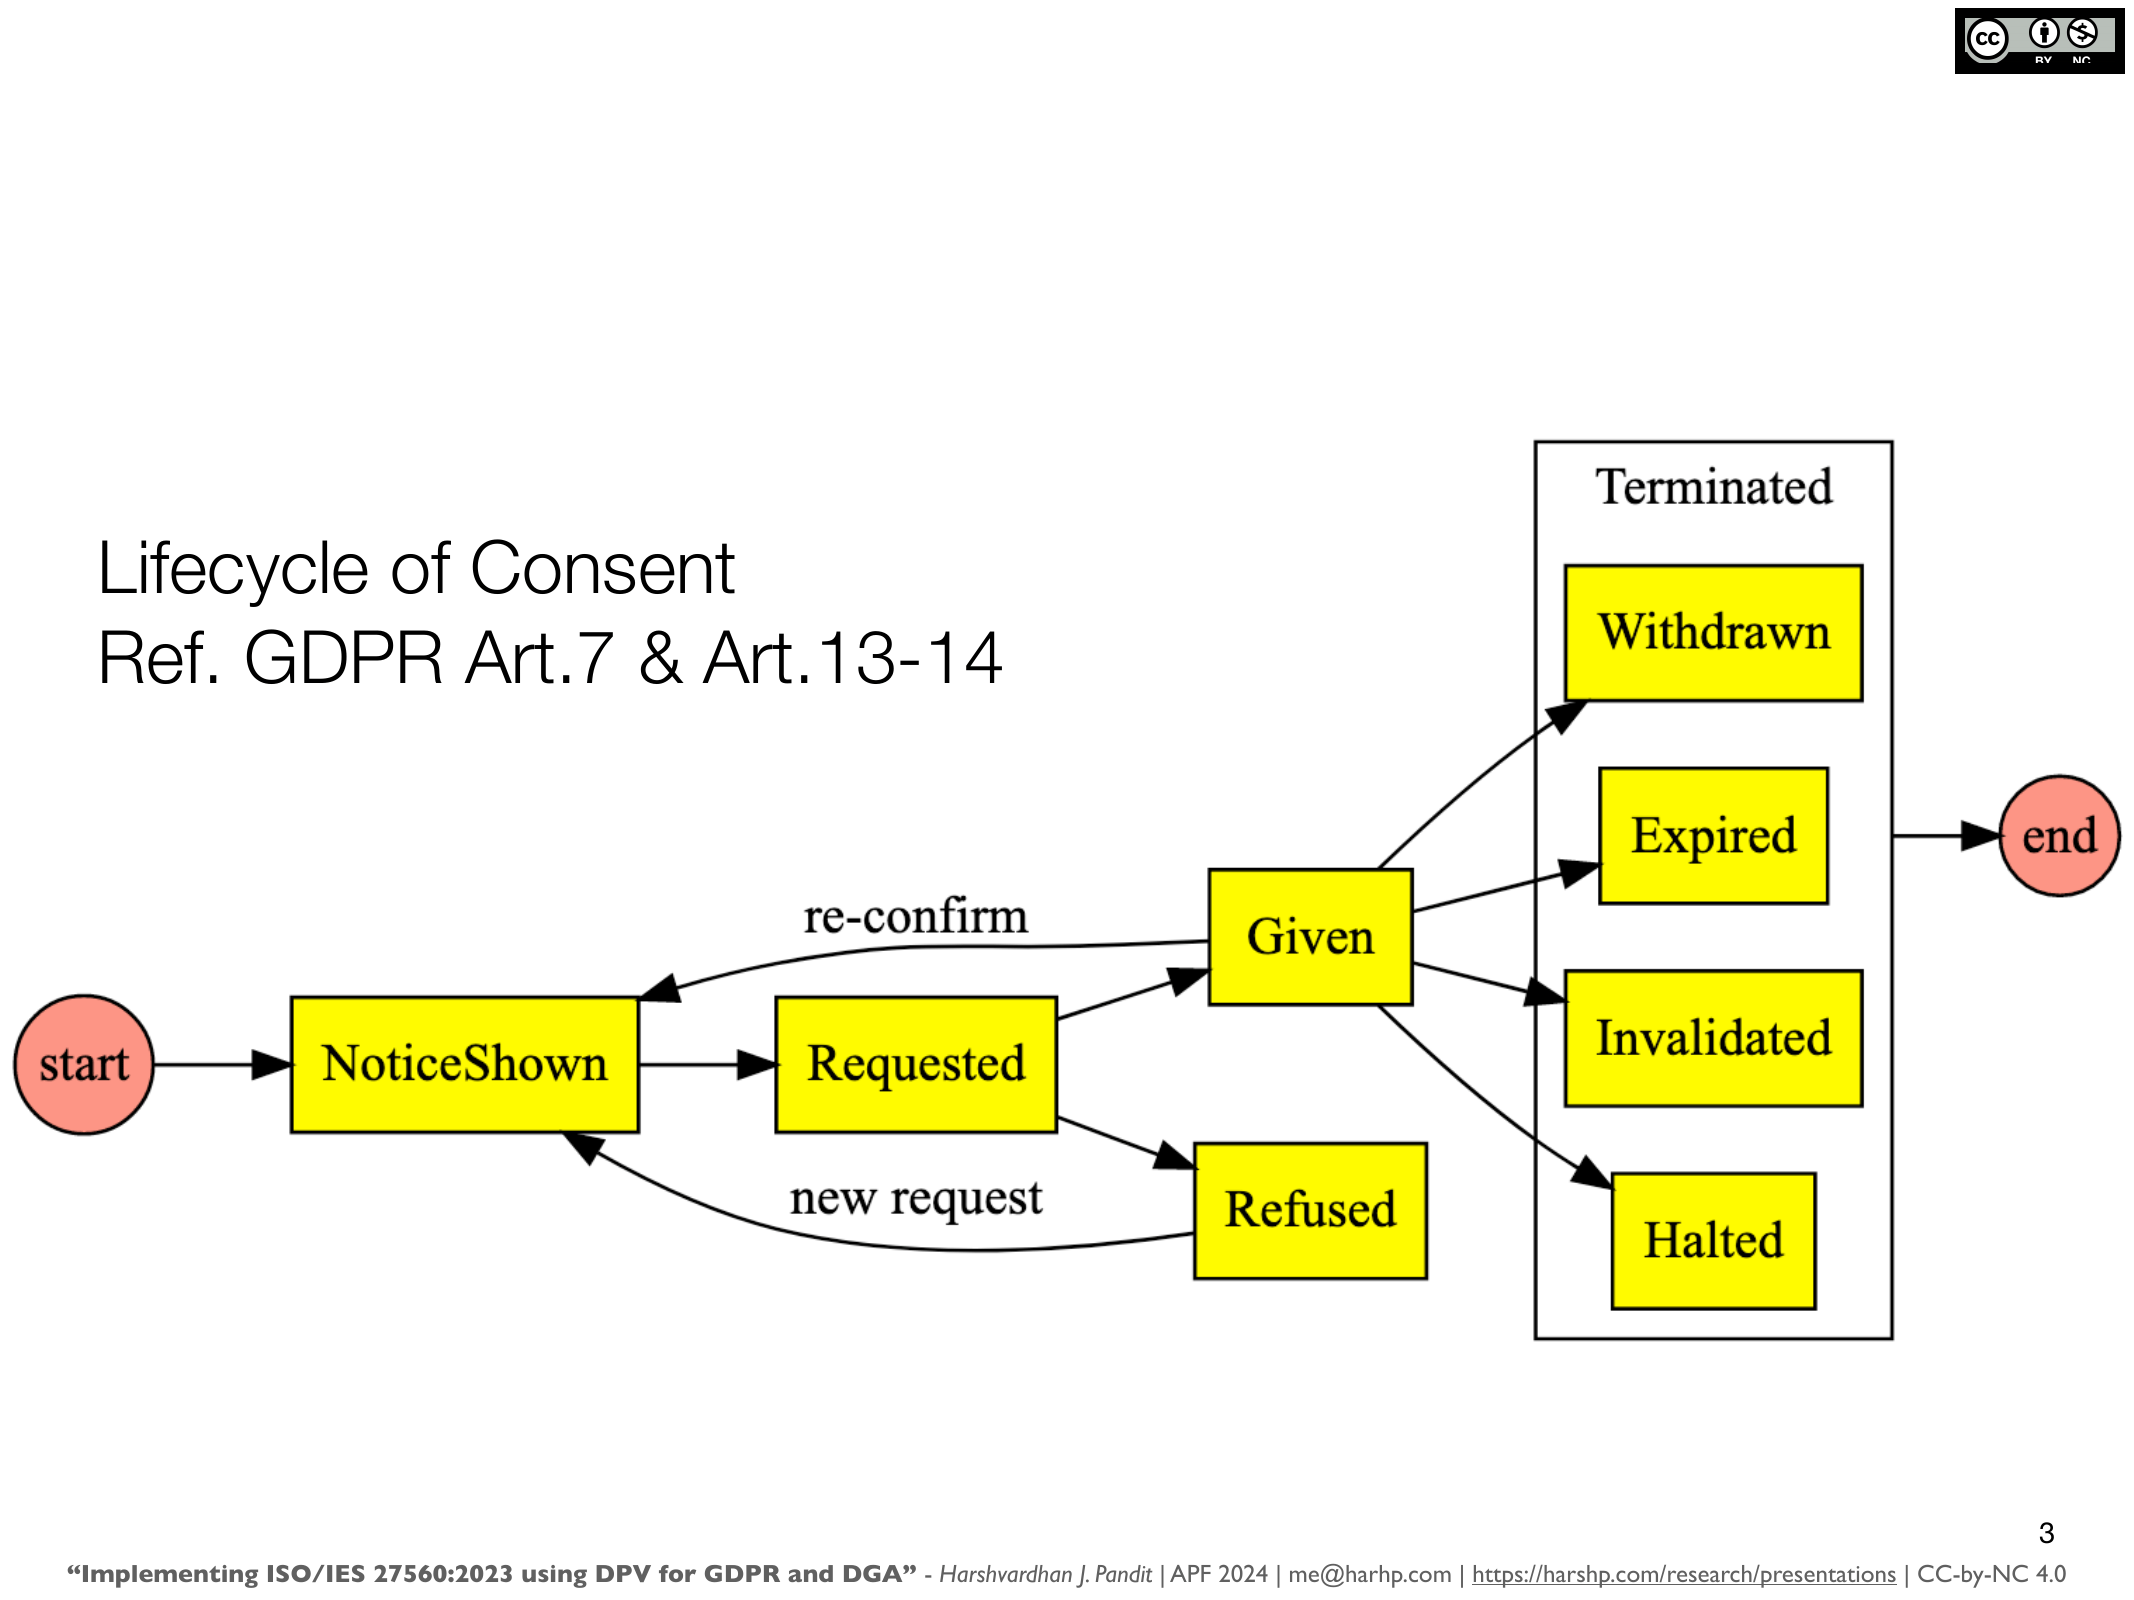 cc
BY NC
Lifecycle of Consent
Ref. GDPR Art.7 & Art.13-14
Terminated
Withdrawn
Expired
end
re-confirm
Given
start
NoticeShown
Requested
Invalidated
new request
Refused
Halted
3
“Implementing ISO/IES 27560:2023 using DPV for GDPR and DGA” - Harshvardhan J. Pandit | APF 2024 | me@harhp.com | https://harshp.com/research/presentations | CC-by-NC 4.0